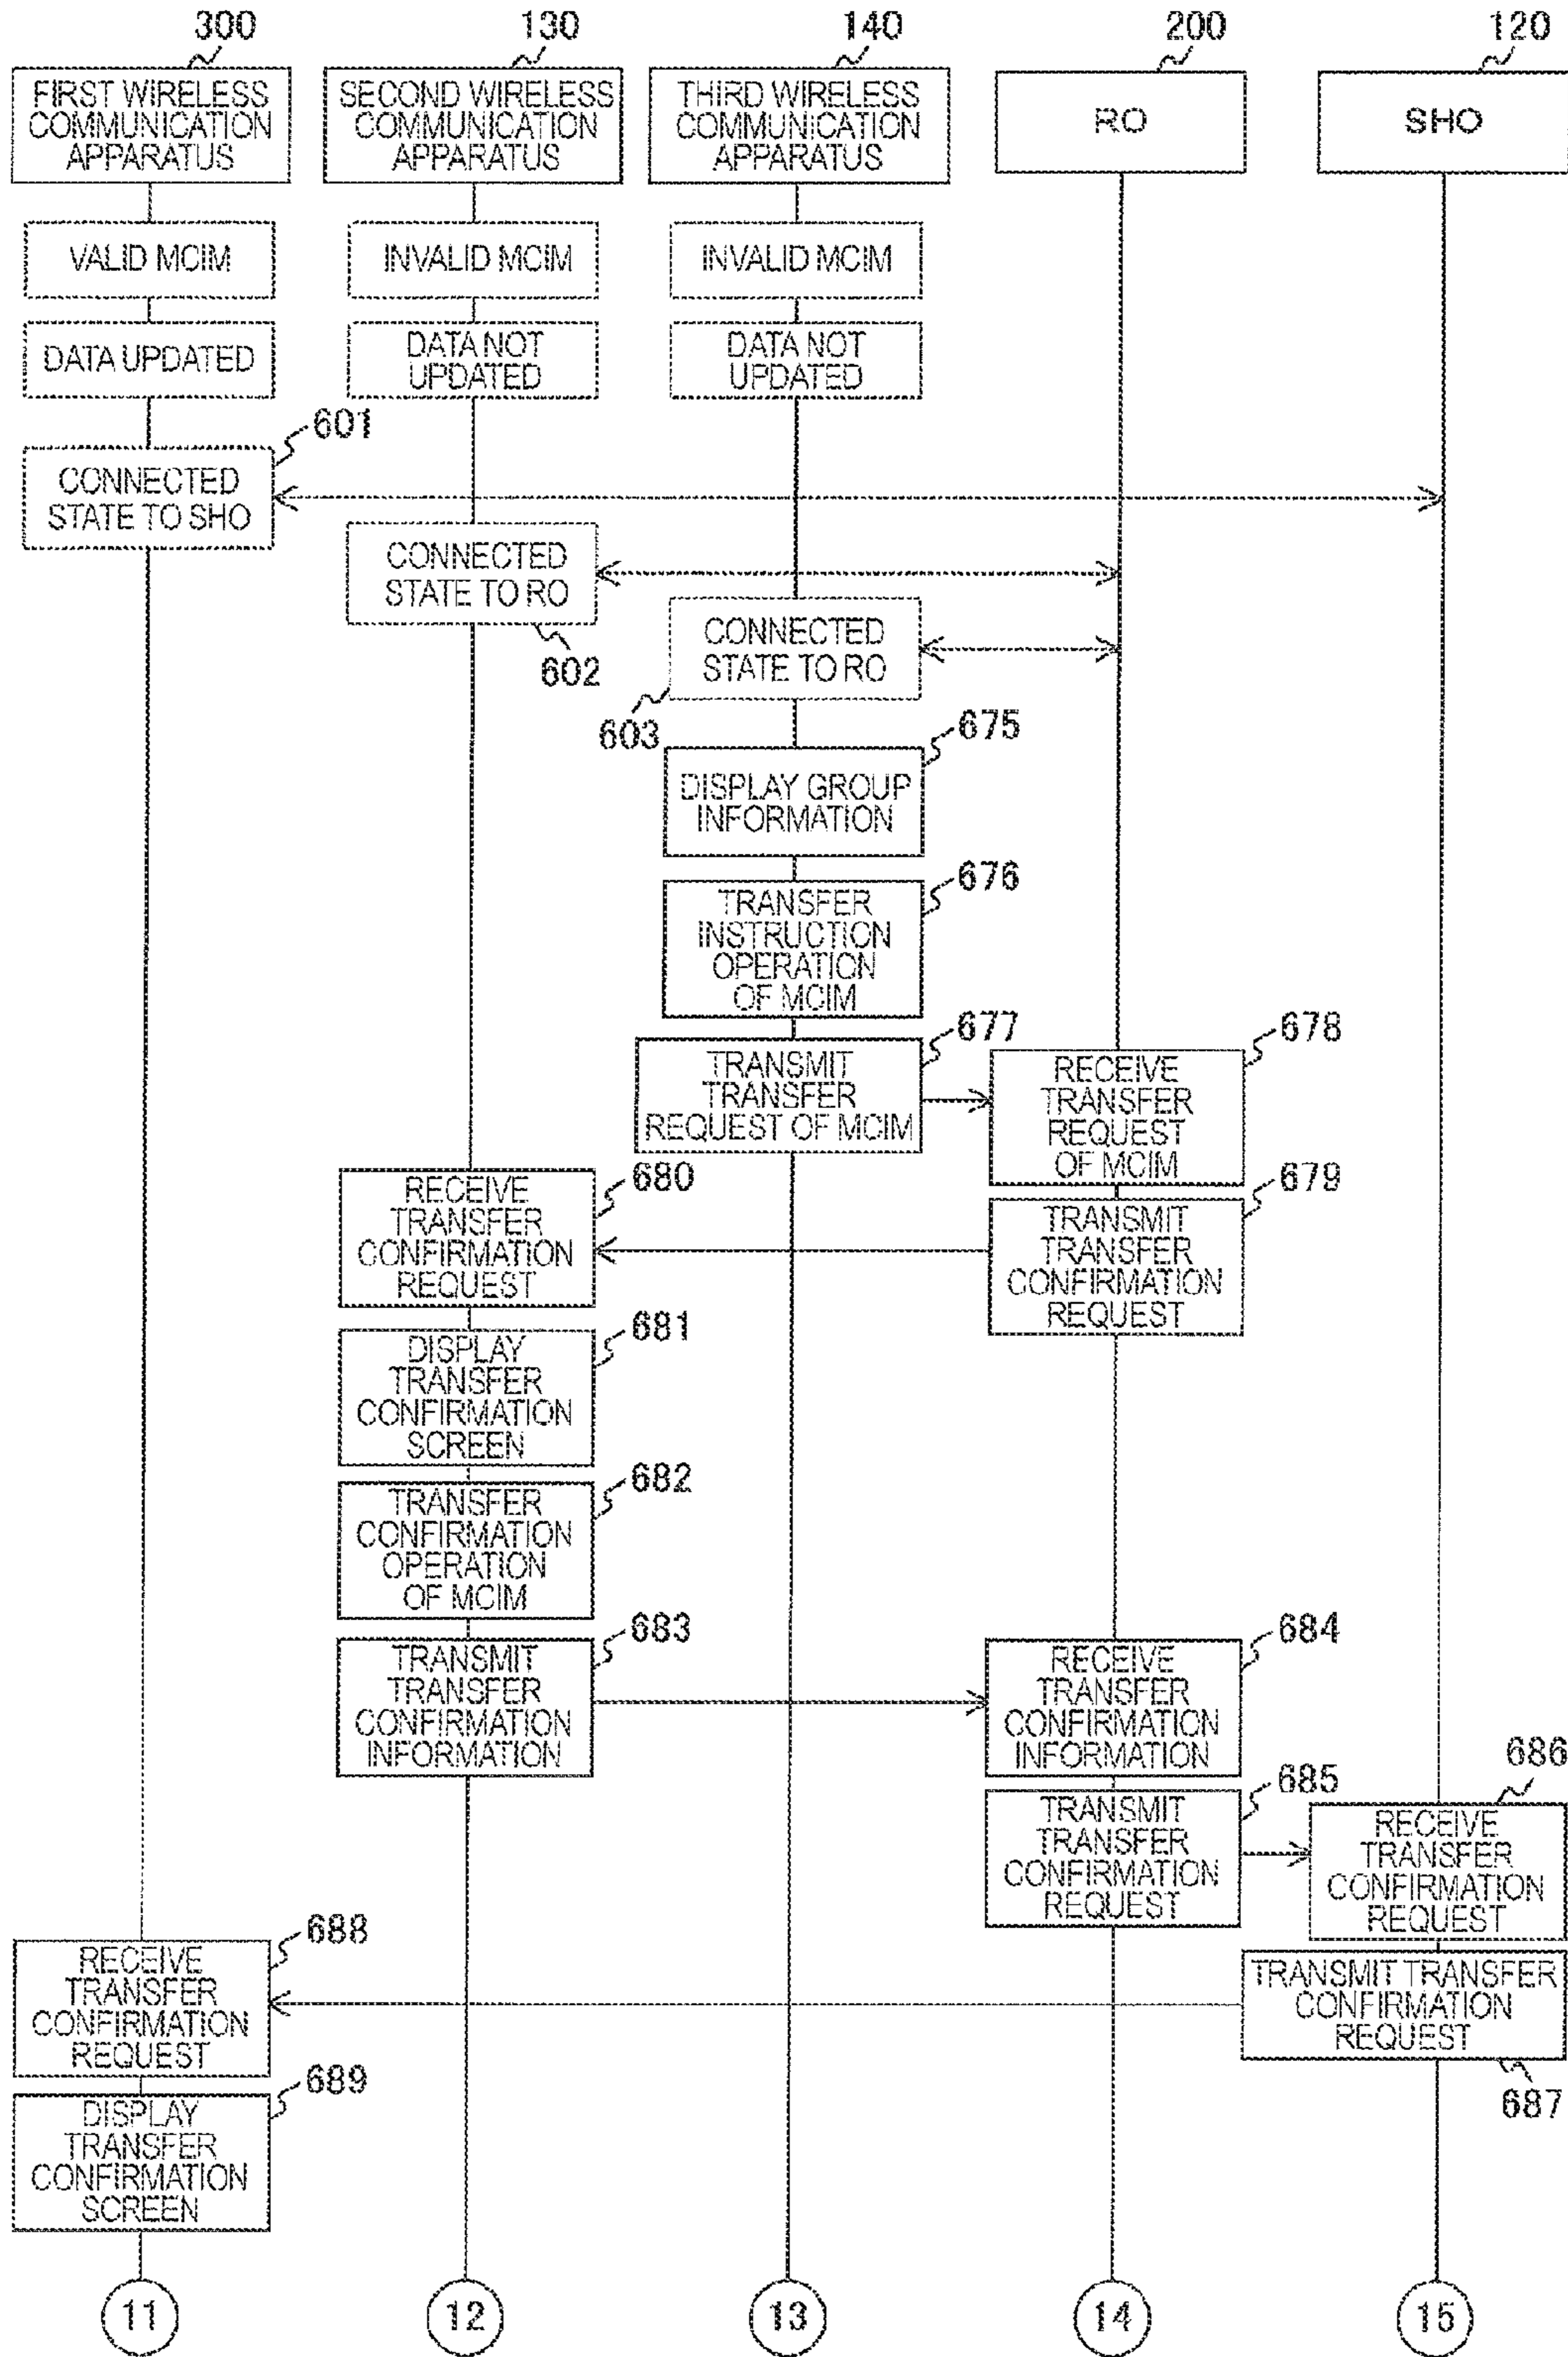 300
130
140
200
120
FIRST WIRELESS
COMMUNICATION
APPARATUS
SECOND WIRELESS
COMMUNICATION
APPARATUS
THIRD WIRELESS
COMMUNICATION
APPARATUS
RO
SHO
VALID MCIM
INVALID MCIM
INVALID MCIM
DATA UPDATED
DATA NOT
UPDATED
DATA NOT
UPDATED
601
CONNECTED
STATE TO SHO
CONNECTED
STATE TO RO
602
CONNECTED
STATE TO RO
603
675
DISPLAY GROUP
INFORMATION
676
TRANSFER
INSTRUCTION
OPERATION
OF MCIM
677
TRANSMIT
TRANSFER
REQUEST OF MCIM
678
RECEIVE
TRANSFER
REQUEST
OF MCIM
679
TRANSMIT
TRANSFER
CONFIRMATION
REQUEST
680
RECEIVE
TRANSFER
CONFIRMATION
REQUEST
681
DISPLAY
TRANSFER
CONFIRMATION
SCREEN
682
TRANSFER
CONFIRMATION
OPERATION
OF MCIM
683
TRANSMIT
TRANSFER
CONFIRMATION
INFORMATION
684
RECEIVE
TRANSFER
CONFIRMATION
INFORMATION
685
TRANSMIT
TRANSFER
CONFIRMATION
REQUEST
686
RECEIVE
TRANSFER
CONFIRMATION
REQUEST
TRANSMIT TRANSFER
CONFIRMATION
REQUEST
687
688
RECEIVE
TRANSFER
CONFIRMATION
REQUEST
689
DISPLAY
TRANSFER
CONFIRMATION
SCREEN
11
12
13
14
15